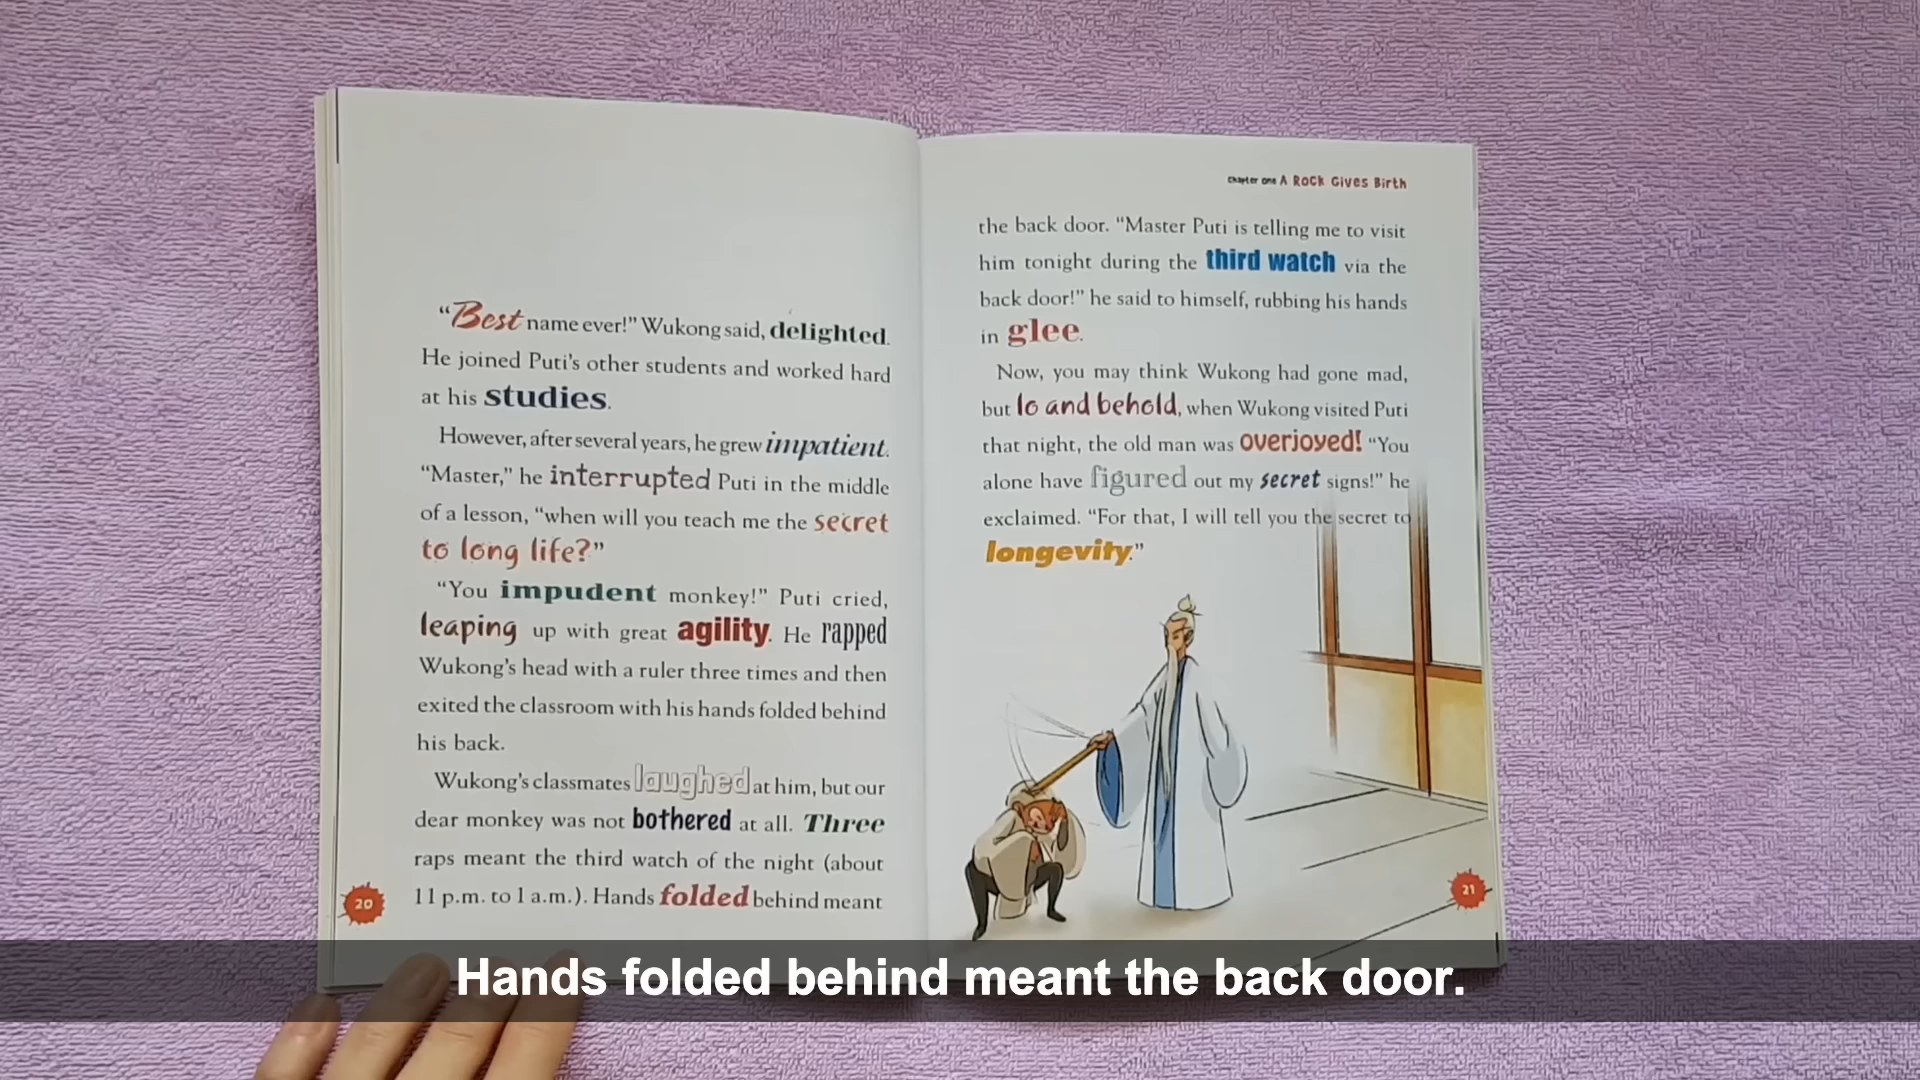 “Best name ever!” Wukong said, delighted.
He joined Puti’s other students and worked hard
at his studies.
However, after several years, he grew impatient.
“Master,” he interrupted Puti in the middle
of a lesson, “when will you teach me the secret
to long life?”
“You impudent monkey!” Puti cried,
leaping up with great agility. He rapped
Wukong’s head with a ruler three times and then
exited the classroom with his hands folded behind
his back.
Wukong’s classmates laughed at him, but our
dear monkey was not bothered at all. Three
raps meant the third watch of the night (about
11 p.m. to 1 a.m.). Hands folded behind meant
20
Chapter one A Rock Gives Birth
the back door. “Master Puti is telling me to visit
him tonight during the third watch via the
back door!” he said to himself, rubbing his hands
in glee.
Now, you may think Wukong had gone mad,
but lo and behold, when Wukong visited Puti
that night, the old man was overjoyed! “You
alone have figured out my secret signs!” he
exclaimed. “For that, I will tell you the secret to
longevity.”
21
Hands folded behind meant the back door.